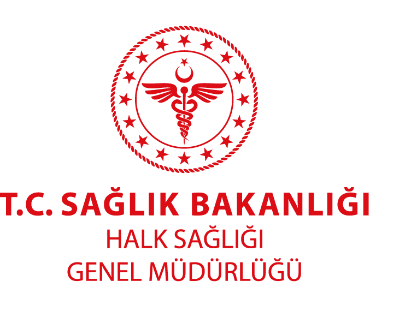 T.C. SAĞLIK BAKANLIĞI
HALK SAĞLIĞI
GENEL MÜDÜRLÜĞÜ